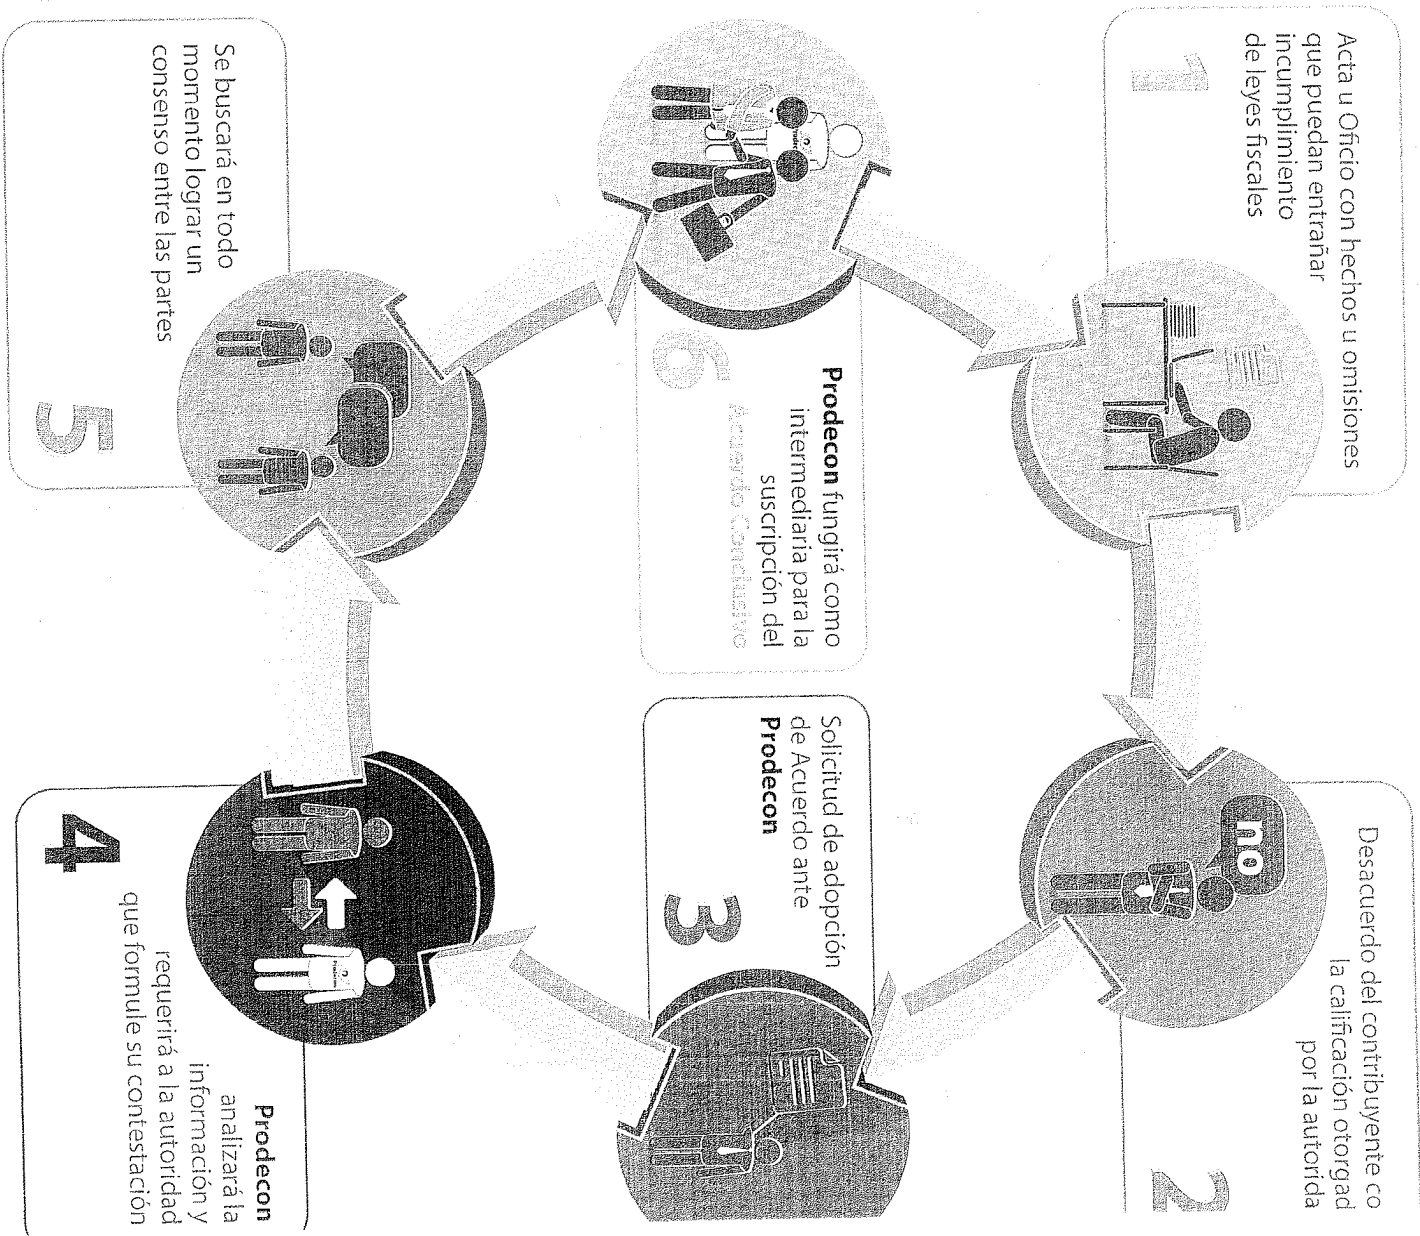 1
Acta u Oficio con hechos u omisiones
que puedan entrañar
incumplimiento
de leyes fiscales
Desacuerdo del contribuyente co
la calificación otorgad
por la autorida
2
no
Solicitud de adopción
de Acuerdo ante
Prodecon
3
Prodecon
analizará la
información y
requerirá a la autoridad
que formule su contestación
4
Se buscará en todo
momento lograr un
consenso entre las partes
5
Prodecon fungirá como
intermediaria para la
suscripción del
Acuerdo Conclusivo
6